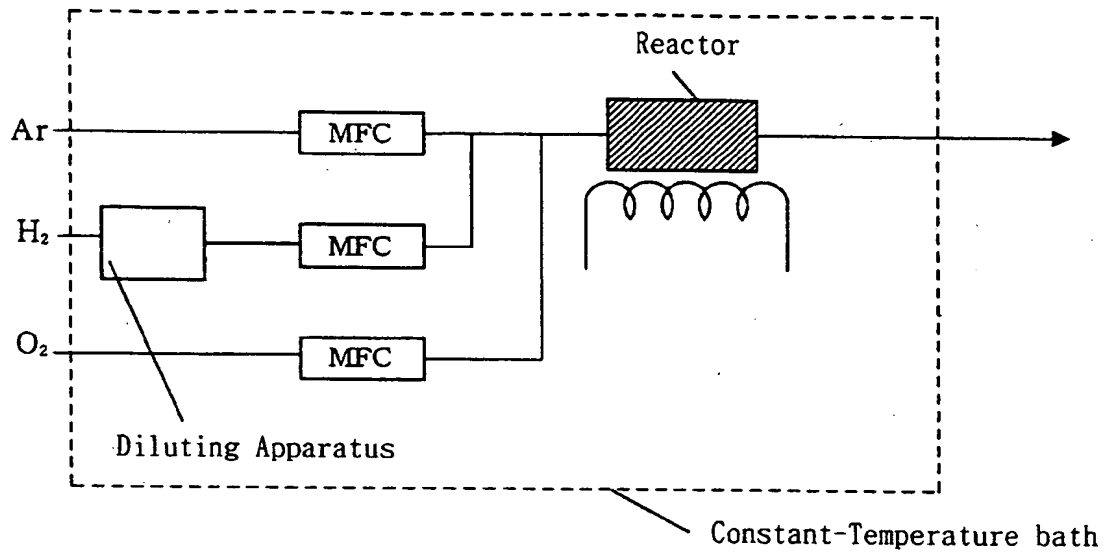 Reactor
Ar
MFC
H₂
MFC
O₂
MFC
Diluting Apparatus
Constant-Temperature bath